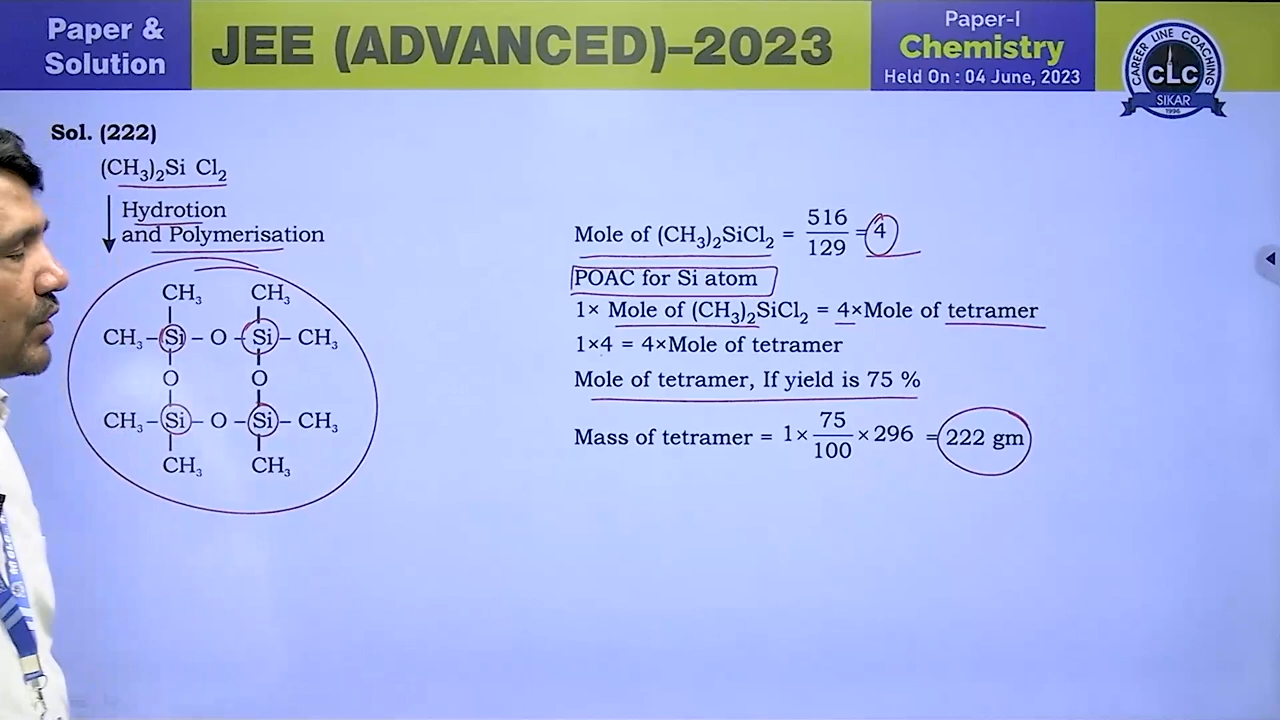 Paper &
Solution
JEE (ADVANCED)–2023
Paper-I
Chemistry
Held On : 04 June, 2023
CAREER LINE COACHING
CLC
SIKAR
1996
Sol. (222)
(CH₃)₂Si Cl₂
Hydrotion
and Polymerisation
CH₃ CH₃
CH₃–Si – O – Si – CH₃
O O
CH₃–Si – O – Si – CH₃
CH₃ CH₃
Mole of (CH₃)₂SiCl₂ = 516/129 = 4
POAC for Si atom
1× Mole of (CH₃)₂SiCl₂ = 4×Mole of tetramer
1×4 = 4×Mole of tetramer
Mole of tetramer, If yield is 75 %
Mass of tetramer = 1× 75/100 ×296 = 222 gm